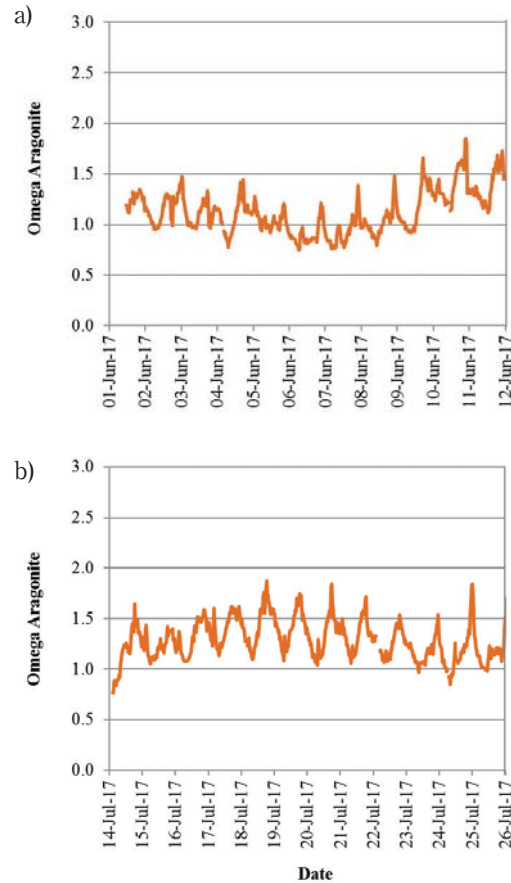 a)
3.0
2.5
2.0
1.5
1.0
0.5
0.0
Omega Aragonite
01-Jun-17
02-Jun-17
03-Jun-17
04-Jun-17
05-Jun-17
06-Jun-17
07-Jun-17
08-Jun-17
09-Jun-17
10-Jun-17
11-Jun-17
12-Jun-17
b)
3.0
2.5
2.0
1.5
1.0
0.5
0.0
Omega Aragonite
14-Jul-17
15-Jul-17
16-Jul-17
17-Jul-17
18-Jul-17
19-Jul-17
20-Jul-17
21-Jul-17
22-Jul-17
23-Jul-17
24-Jul-17
25-Jul-17
26-Jul-17
Date